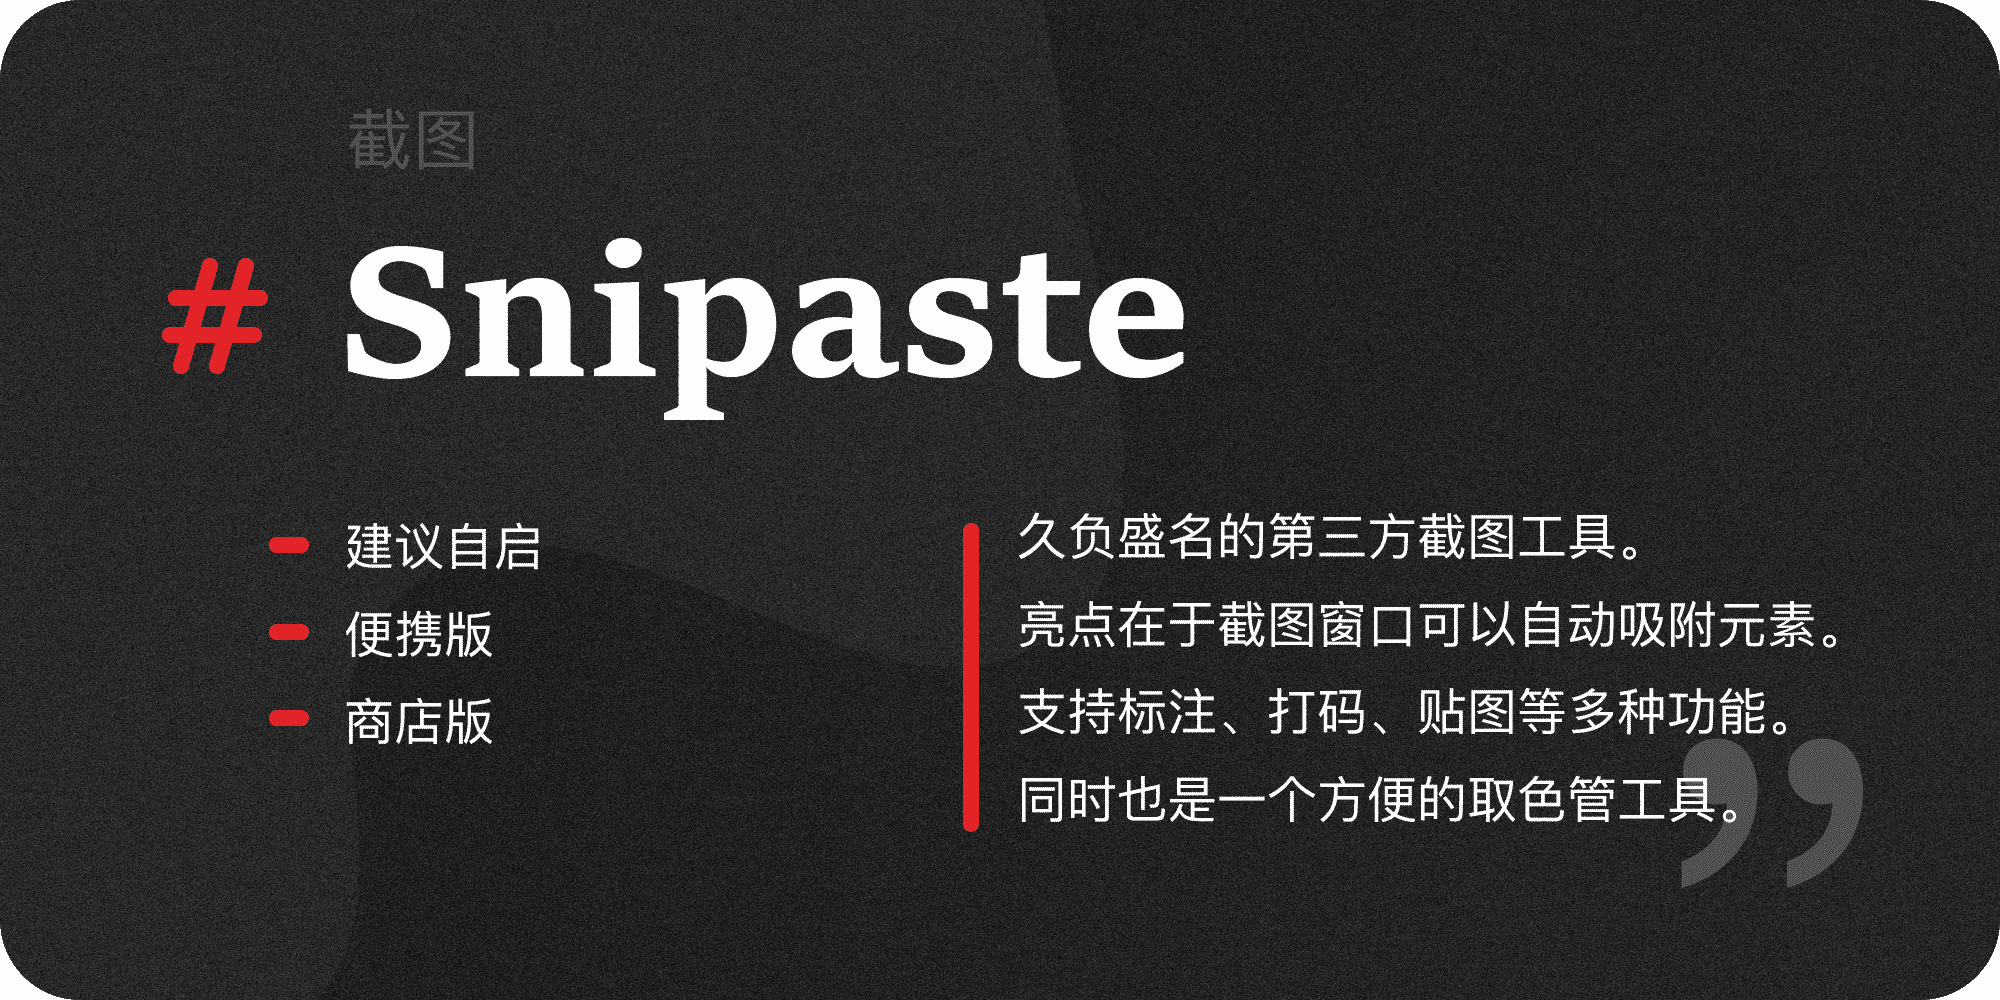 截图
# Snipaste
建议自启
便携版
商店版
久负盛名的第三方截图工具。
亮点在于截图窗口可以自动吸附元素。
支持标注、打码、贴图等多种功能。
同时也是一个方便的取色管工具。
”